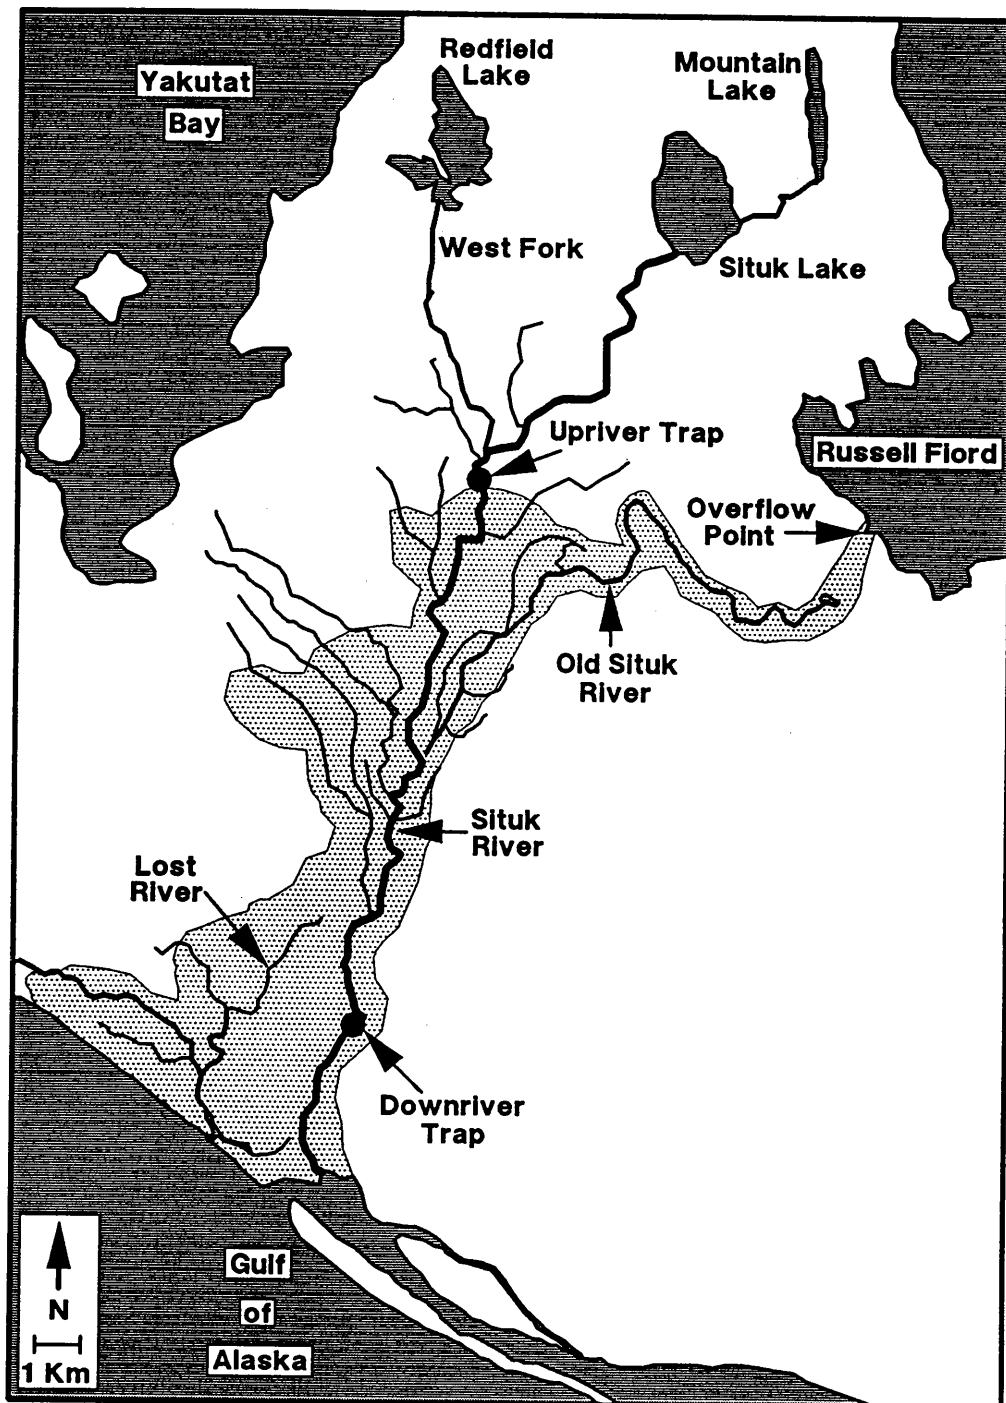 Redfield
Lake
Mountain
Lake
Yakutat
Bay
West Fork
Situk Lake
Upriver Trap
Russell Fiord
Overflow
Point
Old Situk
River
Situk
River
Lost
River
Downriver
Trap
Gulf
of
Alaska
N
1 Km